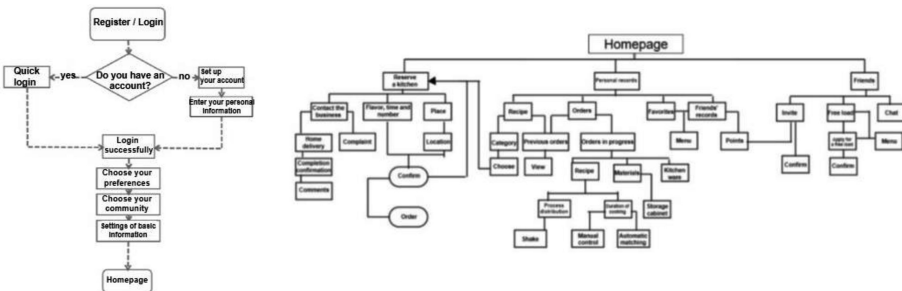 Register / Login
Do you have an
account?
yes
no
Quick
login
Set up
your account
Enter your personal
information
Login
successfully
Choose your
preferences
Choose your
community
Settings of basic
information
Homepage
Homepage
Reserve
a kitchen
Personal records
Friends
Contact the
business
Flavor, time and
number
Place
Recipe
Orders
Favorites
Friends'
records
Invite
Free load
Chat
Home
delivery
Complaint
Location
Category
Previous orders
Orders in progress
Menu
Points
Apply for
a free load
Menu
Completion
confirmation
Confirm
Choose
View
Recipe
Materials
Kitchen
ware
Confirm
Confirm
Comments
Order
Process
distribution
Duration of
cooking
Storage
cabinet
Shake
Manual
control
Automatic
matching